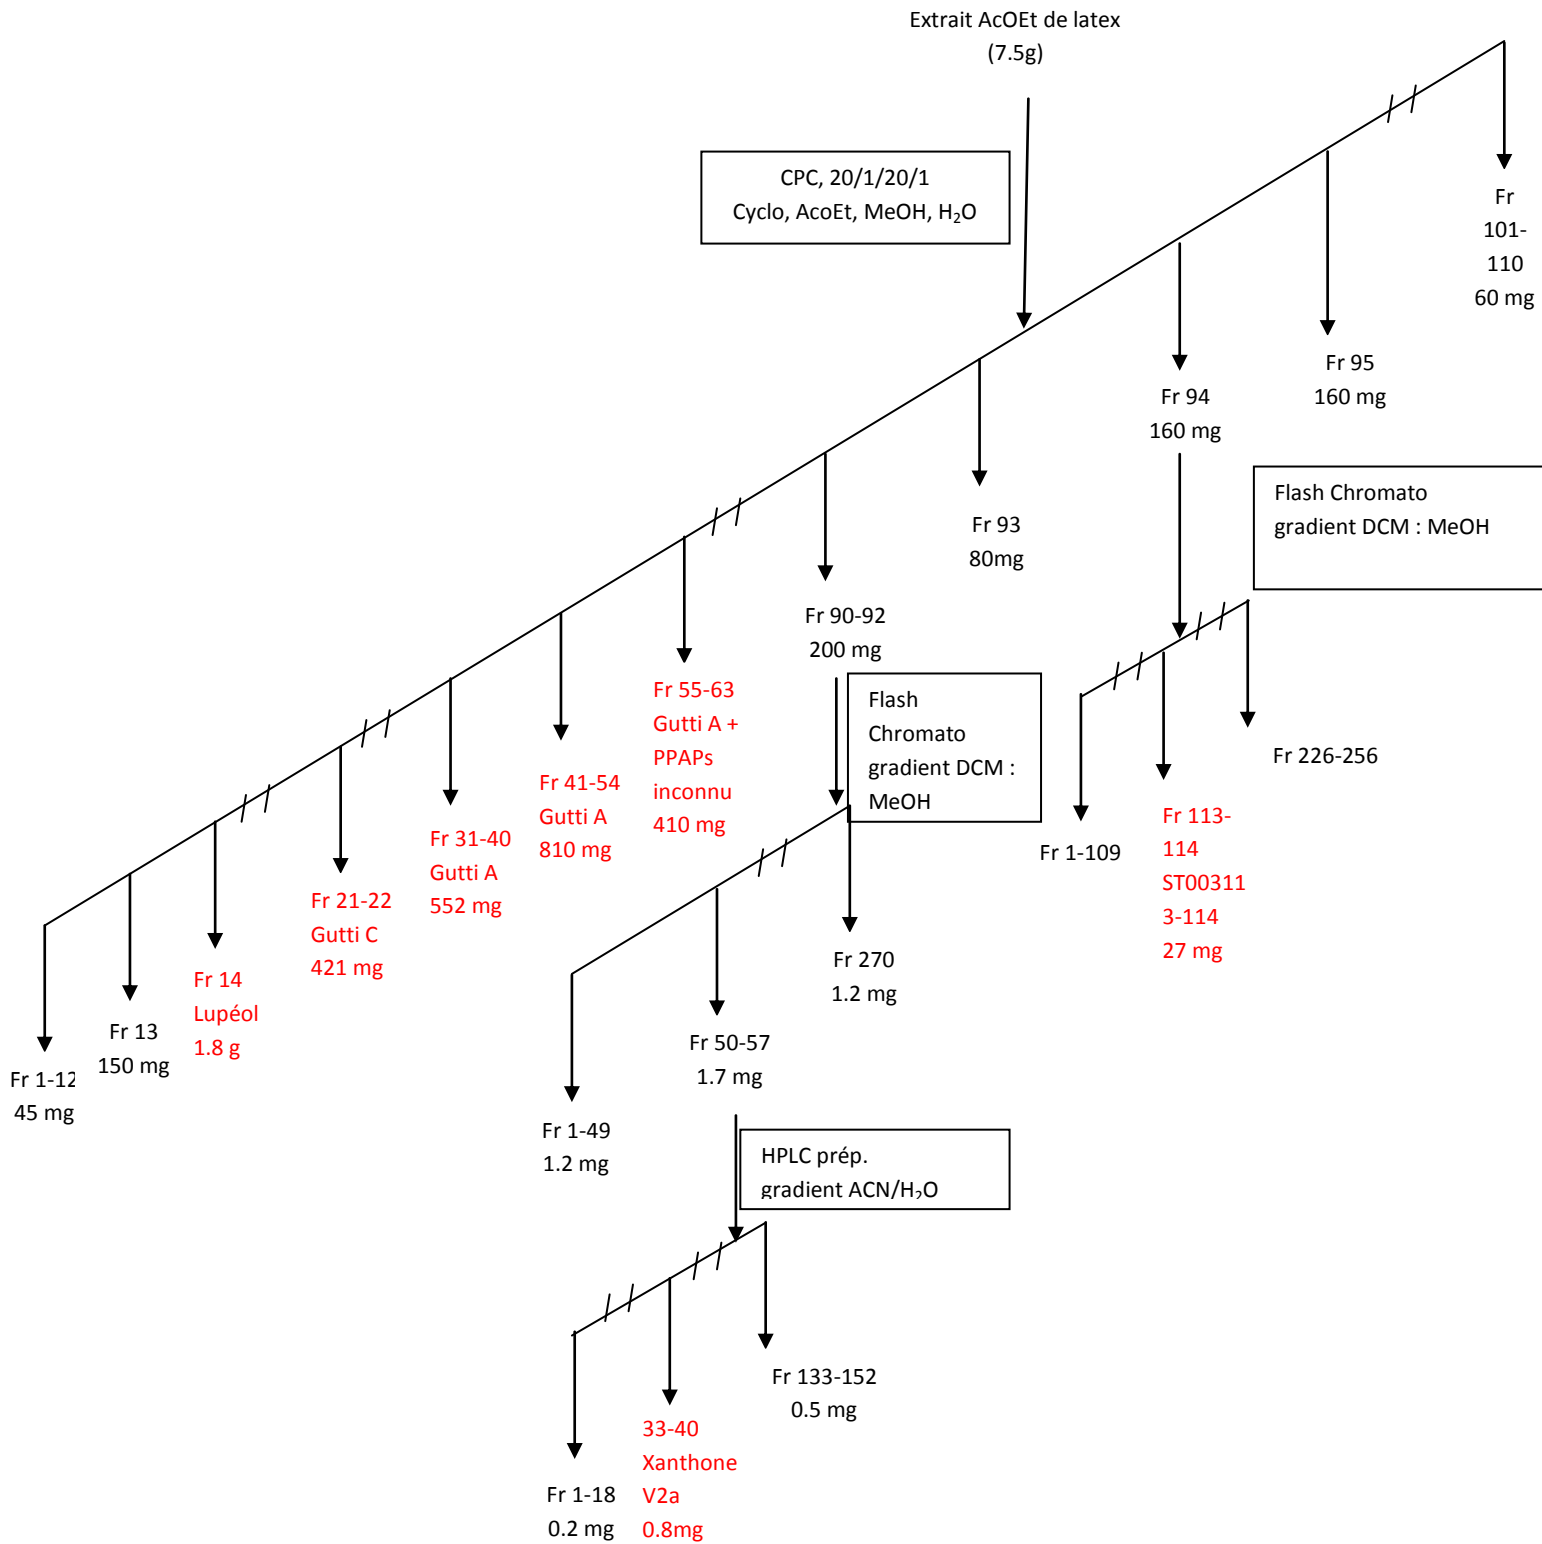 Extrait AcOEt de latex
(7.5g)
CPC, 20/1/20/1
Cyclo, AcoEt, MeOH, H₂O
Fr
101-
110
60 mg
Fr 95
160 mg
Fr 94
160 mg
Flash Chromato
gradient DCM : MeOH
Fr 93
80mg
Fr 90-92
200 mg
Fr 55-63
Gutti A +
PPAPs
inconnu
410 mg
Flash
Chromato
gradient DCM :
MeOH
Fr 226-256
Fr 41-54
Gutti A
810 mg
Fr 113-
114
ST00311
3-114
27 mg
Fr 31-40
Gutti A
552 mg
Fr 1-109
Fr 21-22
Gutti C
421 mg
Fr 14
Lupéol
1.8 g
Fr 270
1.2 mg
Fr 13
150 mg
Fr 50-57
1.7 mg
Fr 1-12
45 mg
Fr 1-49
1.2 mg
HPLC prép.
gradient ACN/H₂O
Fr 133-152
0.5 mg
33-40
Xanthone
V2a
0.8mg
Fr 1-18
0.2 mg